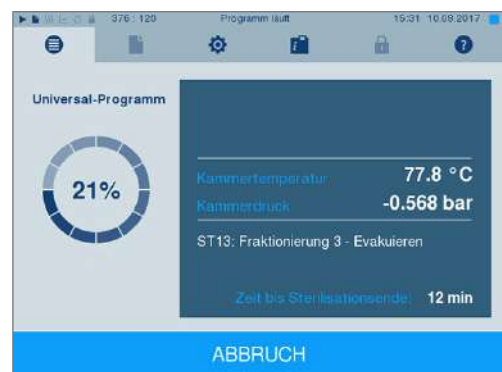 376 : 120 Programm läuft 15:31 10.08.2017
Universal-Programm
21%
Kammertemperatur 77.8 °C
Kammerdruck -0.568 bar
ST13: Fraktionierung 3 - Evakuieren
Zeit bis Sterilisationsende: 12 min
ABBRUCH